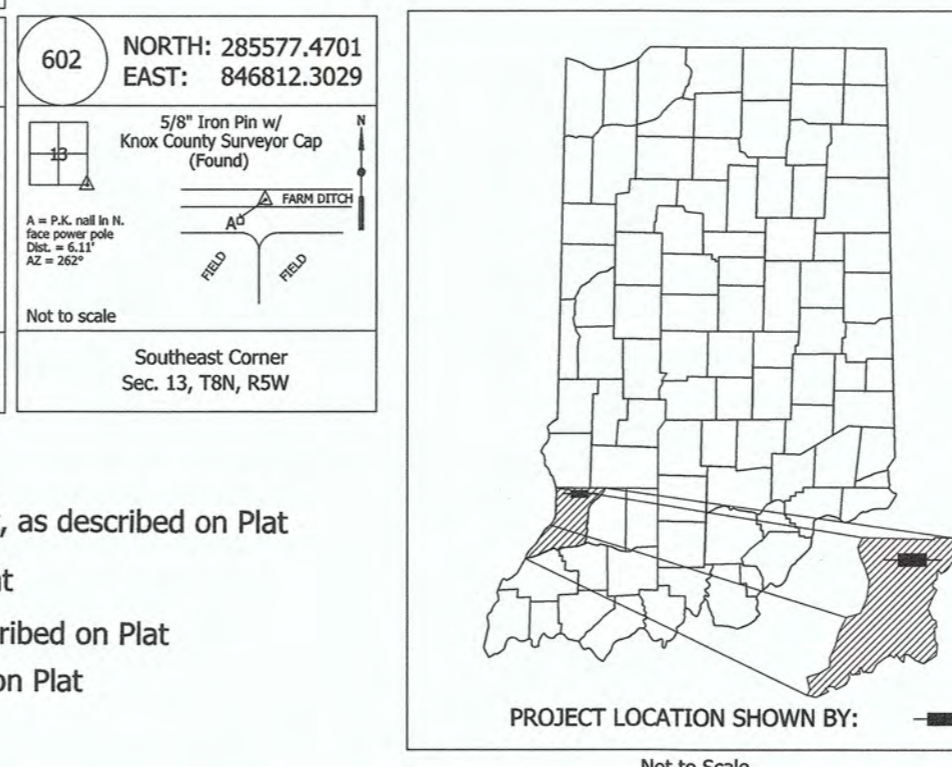 602
NORTH: 285577.4701
EAST: 846812.3029
13
5/8" Iron Pin w/
Knox County Surveyor Cap
(Found)
N
FARM DITCH
A
A = P.K. nail in N.
face power pole
Dist. = 6.11'
AZ = 262°
FIELD
FIELD
Not to scale
Southeast Corner
Sec. 13, T8N, R5W
, as described on Plat
at
ribed on Plat
on Plat
PROJECT LOCATION SHOWN BY:
Not to Scale